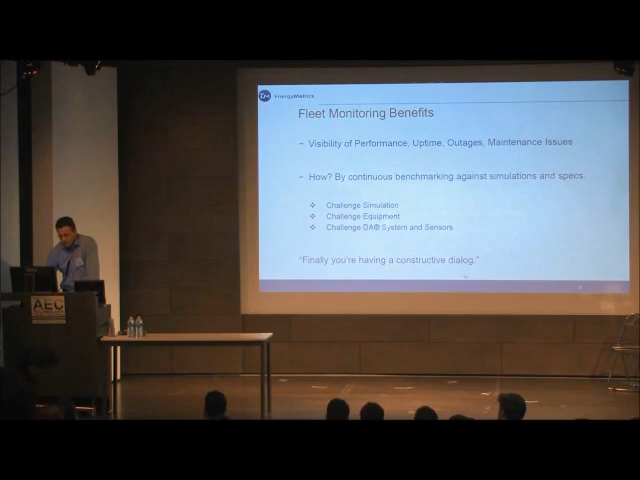 EnergyMetrics
Fleet Monitoring Benefits
– Visibility of Performance, Uptime, Outages, Maintenance Issues
– How? By continuous benchmarking against simulations and specs.
❖ Challenge Simulation
❖ Challenge Equipment
❖ Challenge DA® System and Sensors
"Finally you're having a constructive dialog."
AEC